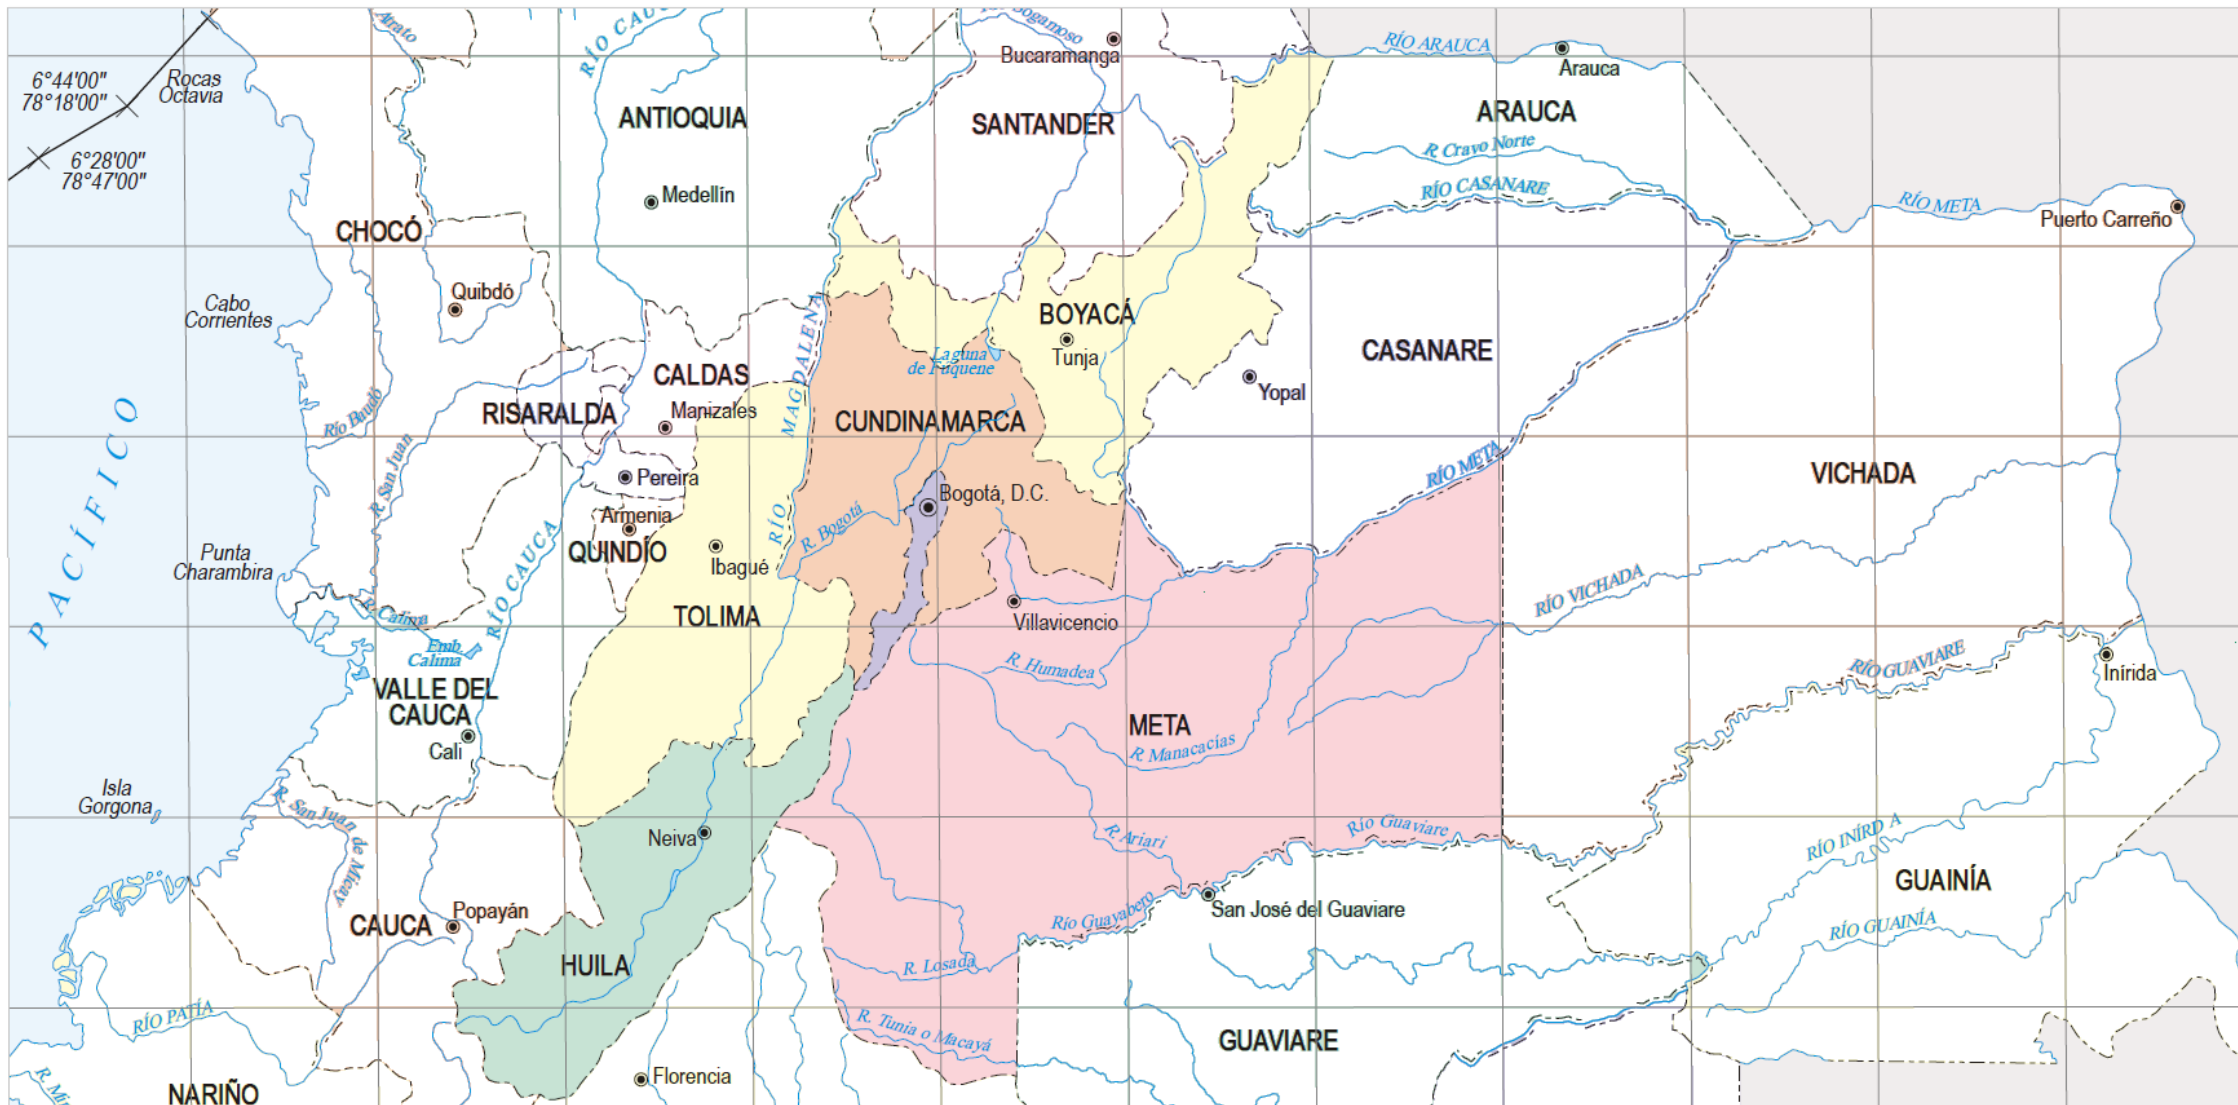 Atrato
RÍO CAUC
Sogamoso
Bucaramanga
RÍO ARAUCA
Arauca
6°44'00"
78°18'00"
Rocas
Octavia
ANTIOQUIA
SANTANDER
ARAUCA
R. Cravo Norte
6°28'00"
78°47'00"
Medellín
RÍO CASANARE
RÍO META
Puerto Carreño
CHOCÓ
Quibdó
Cabo
Corrientes
BOYACÁ
Tunja
CASANARE
Laguna
de Fúquene
RÍO MAGDALENA
CALDAS
Manizales
RISARALDA
Yopal
CUNDINAMARCA
PACÍFICO
Río Baudó
R. San Juan
Pereira
RÍO META
VICHADA
Bogotá, D.C.
Armenia
QUINDÍO
R. Bogotá
Ibagué
Punta
Charambira
RÍO CAUCA
RÍO VICHADA
R. Calima
TOLIMA
Villavicencio
Emb.
Calima
R. Humadea
RÍO GUAVIARE
Inírida
VALLE DEL
CAUCA
Cali
META
R. Manacacías
Isla
Gorgona
R. San Juan de Micay
Neiva
R. Ariari
Río Guaviare
RÍO INÍRD A
GUAINÍA
CAUCA
Popayán
Río Guayabero
San José del Guaviare
RÍO GUAINÍA
HUILA
R. Losada
RÍO PATÍA
R. Tunia o Macayá
GUAVIARE
Florencia
NARIÑO